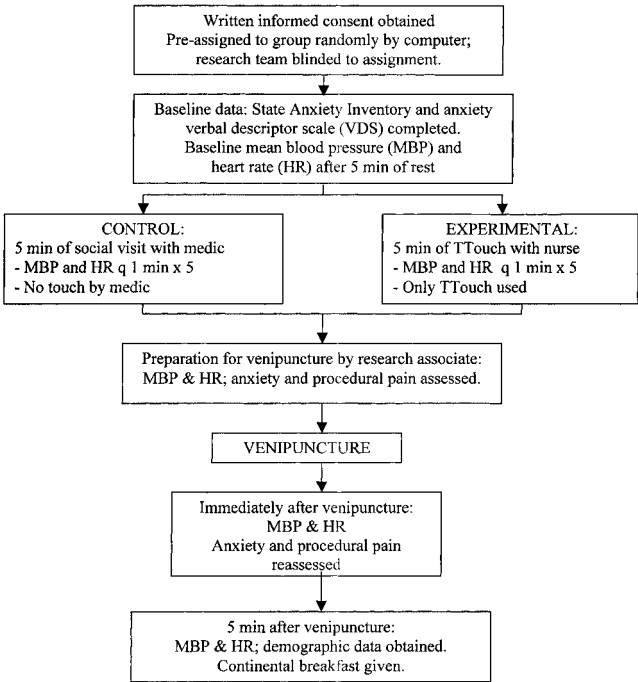 Written informed consent obtained
Pre-assigned to group randomly by computer;
research team blinded to assignment.
Baseline data: State Anxiety Inventory and anxiety
verbal descriptor scale (VDS) completed.
Baseline mean blood pressure (MBP) and
heart rate (HR) after 5 min of rest
CONTROL:
5 min of social visit with medic
- MBP and HR q 1 min x 5
- No touch by medic
EXPERIMENTAL:
5 min of TTouch with nurse
- MBP and HR q 1 min x 5
- Only TTouch used
Preparation for venipuncture by research associate:
MBP & HR; anxiety and procedural pain assessed.
VENIPUNCTURE
Immediately after venipuncture:
MBP & HR
Anxiety and procedural pain
reassessed
5 min after venipuncture:
MBP & HR; demographic data obtained.
Continental breakfast given.